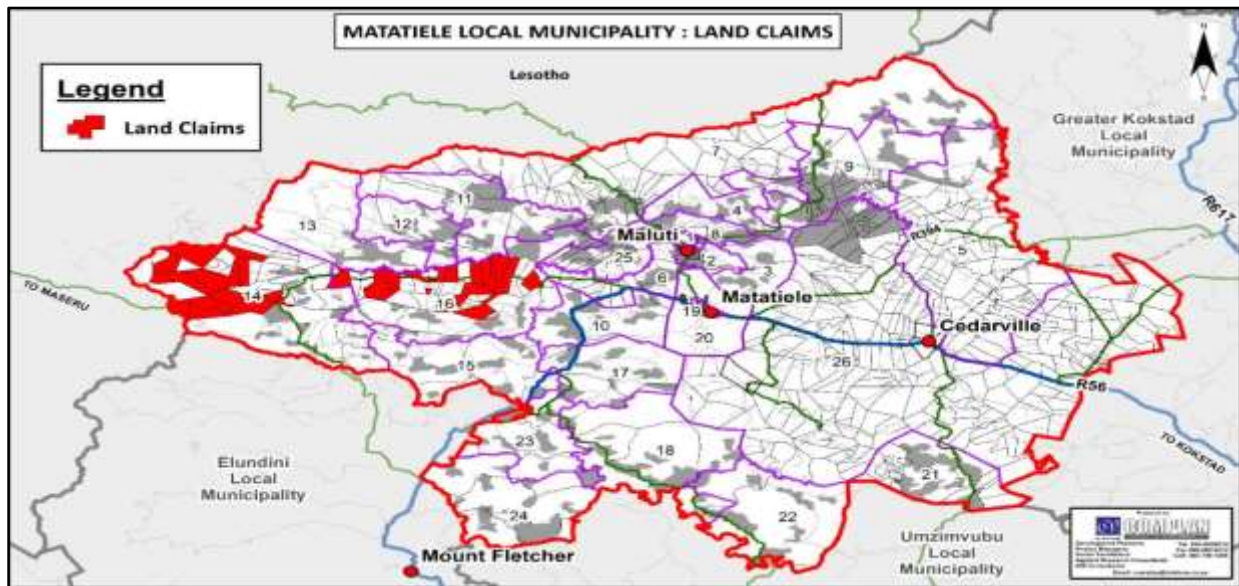 MATATIELE LOCAL MUNICIPALITY : LAND CLAIMS
Legend
Land Claims
Lesotho
Greater Kokstad
Local
Municipality
R617
7
9
11
4
13
12
8
Maluti
2
25
R394
5
3
6
TO MASERU
14
16
Matatiele
19
10
20
Cedarville
26
15
17
R56
TO KOKSTAD
23
18
21
Elundini
Local
Municipality
24
22
Mount Fletcher
Umzimvubu
Local
Municipality